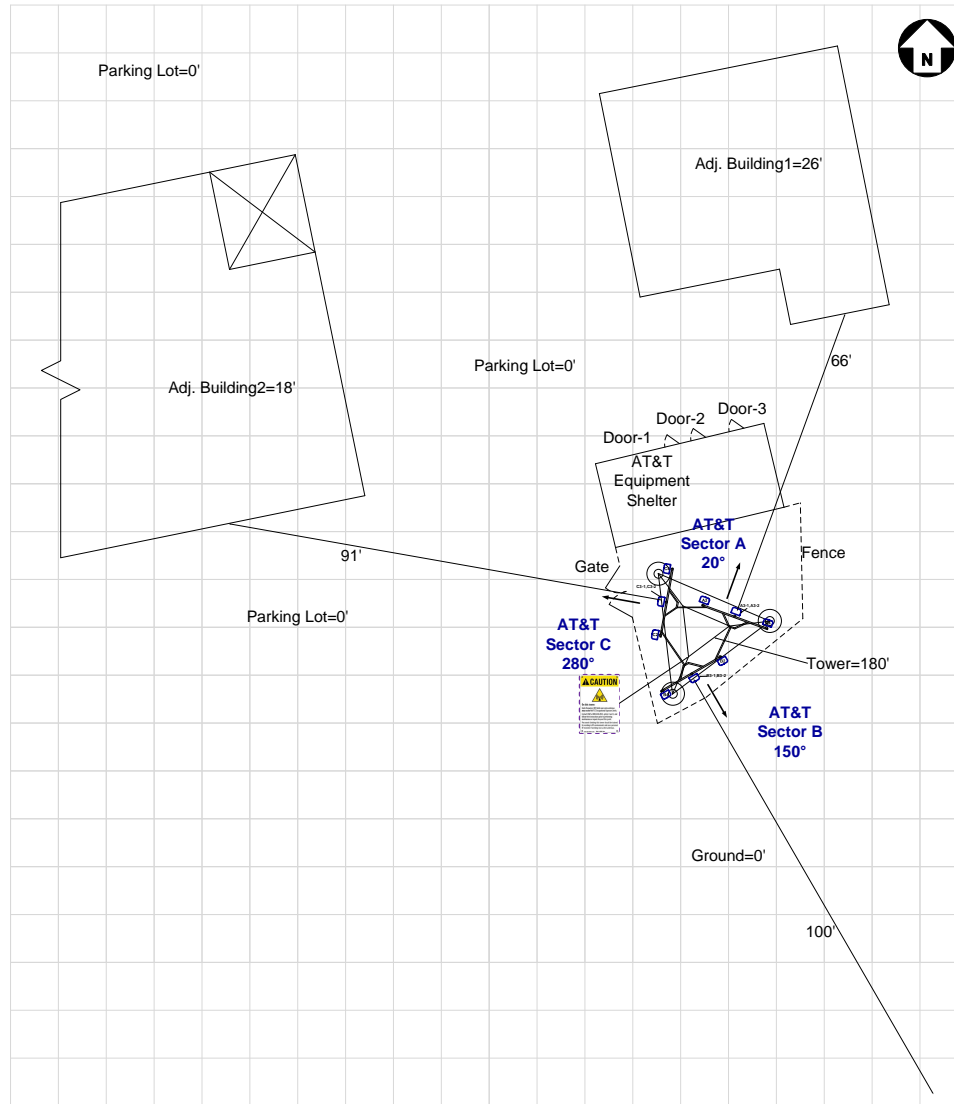 N
Parking Lot=0'
Adj. Building1=26'
Parking Lot=0'
66'
Adj. Building2=18'
Door-1
Door-2
Door-3
AT&T
Equipment
Shelter
AT&T
Sector A
20°
Fence
91'
Gate
Parking Lot=0'
AT&T
Sector C
280°
Tower=180'
CAUTION
AT&T
Sector B
150°
Ground=0'
100'